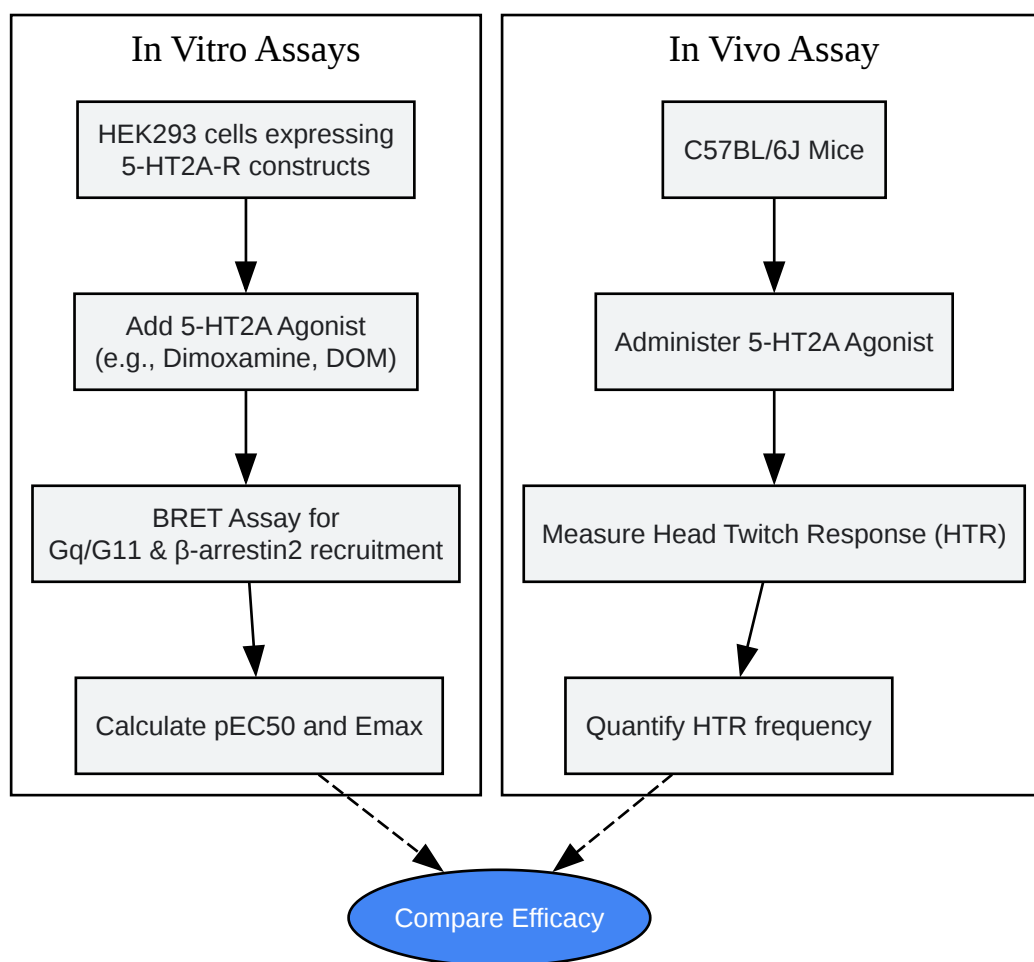 In Vitro Assays
HEK293 cells expressing
5-HT2A-R constructs
Add 5-HT2A Agonist
(e.g., Dimoxamine, DOM)
BRET Assay for
Gq/G11 & β-arrestin2 recruitment
Calculate pEC50 and Emax
In Vivo Assay
C57BL/6J Mice
Administer 5-HT2A Agonist
Measure Head Twitch Response (HTR)
Quantify HTR frequency
Compare Efficacy